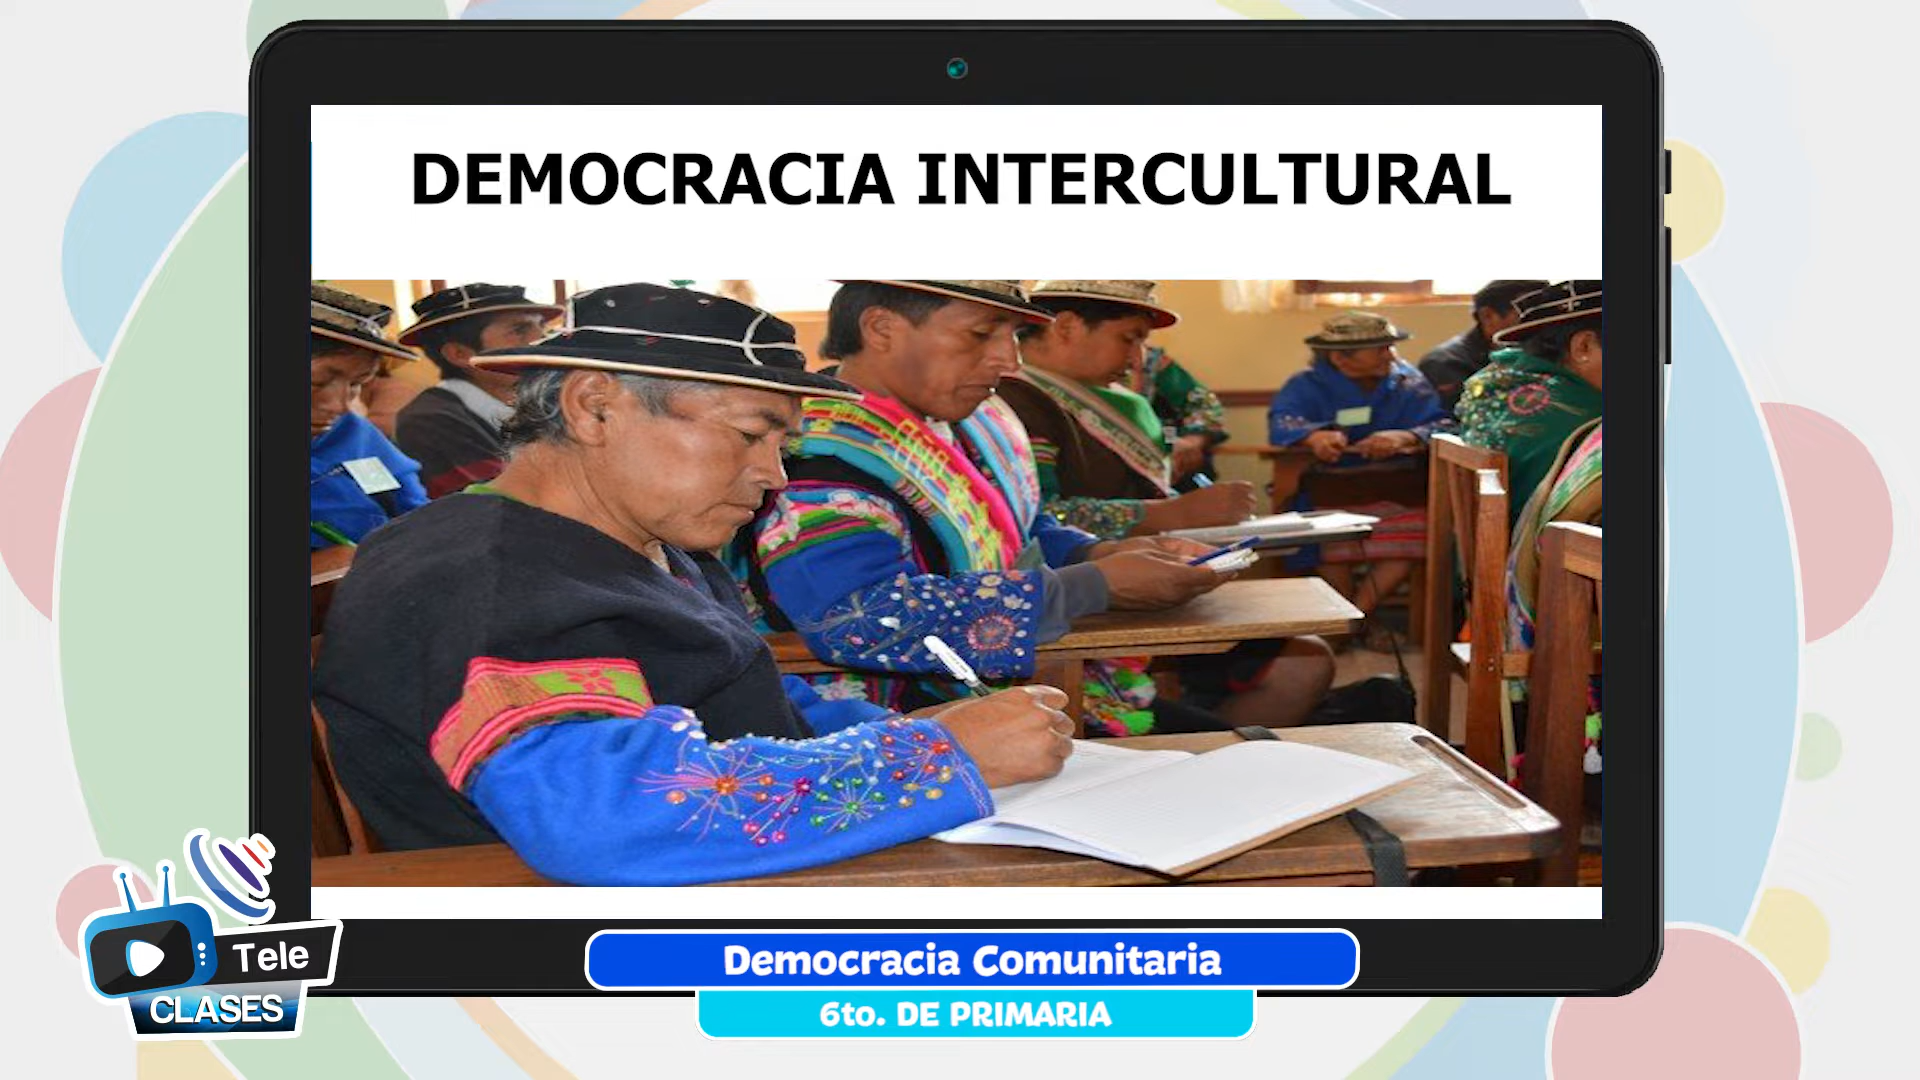 DEMOCRACIA INTERCULTURAL
Tele
CLASES
Democracia Comunitaria
6to. DE PRIMARIA